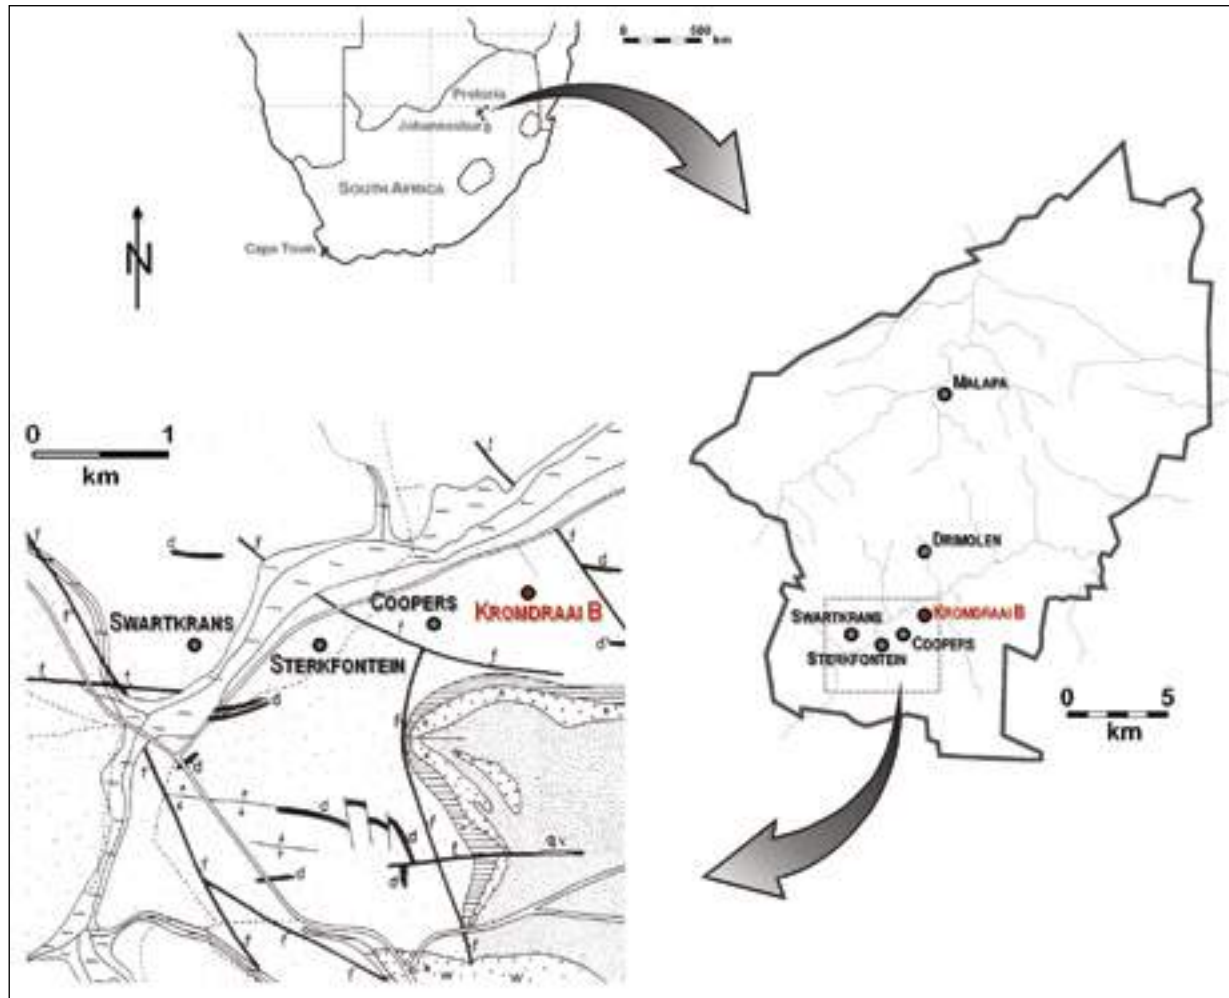 0 500
km
Pretoria
Johannesburg
SOUTH AFRICA
Cape Town
N
MALAPA
DRIMOLEN
KROMDRAAI B
SWARTKRANS
COOPERS
STERKFONTEIN
0 5
km
0 1
km
f
f
d
f
d
KROMDRAAI B
COOPERS
SWARTKRANS
f
f
d
STERKFONTEIN
f
f
f
d
f
d
f
d
d
f
f
f
q v
d
d
f
f
f
f
w
w